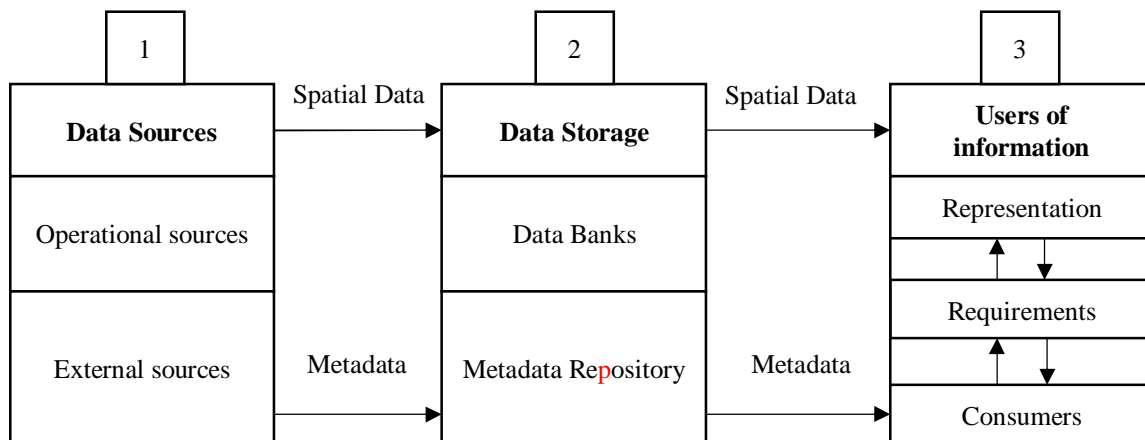 1
2
3
Data Sources
Spatial Data
Data Storage
Spatial Data
Users of
information
Operational sources
Data Banks
Representation
Requirements
External sources
Metadata
Metadata Repository
Metadata
Consumers